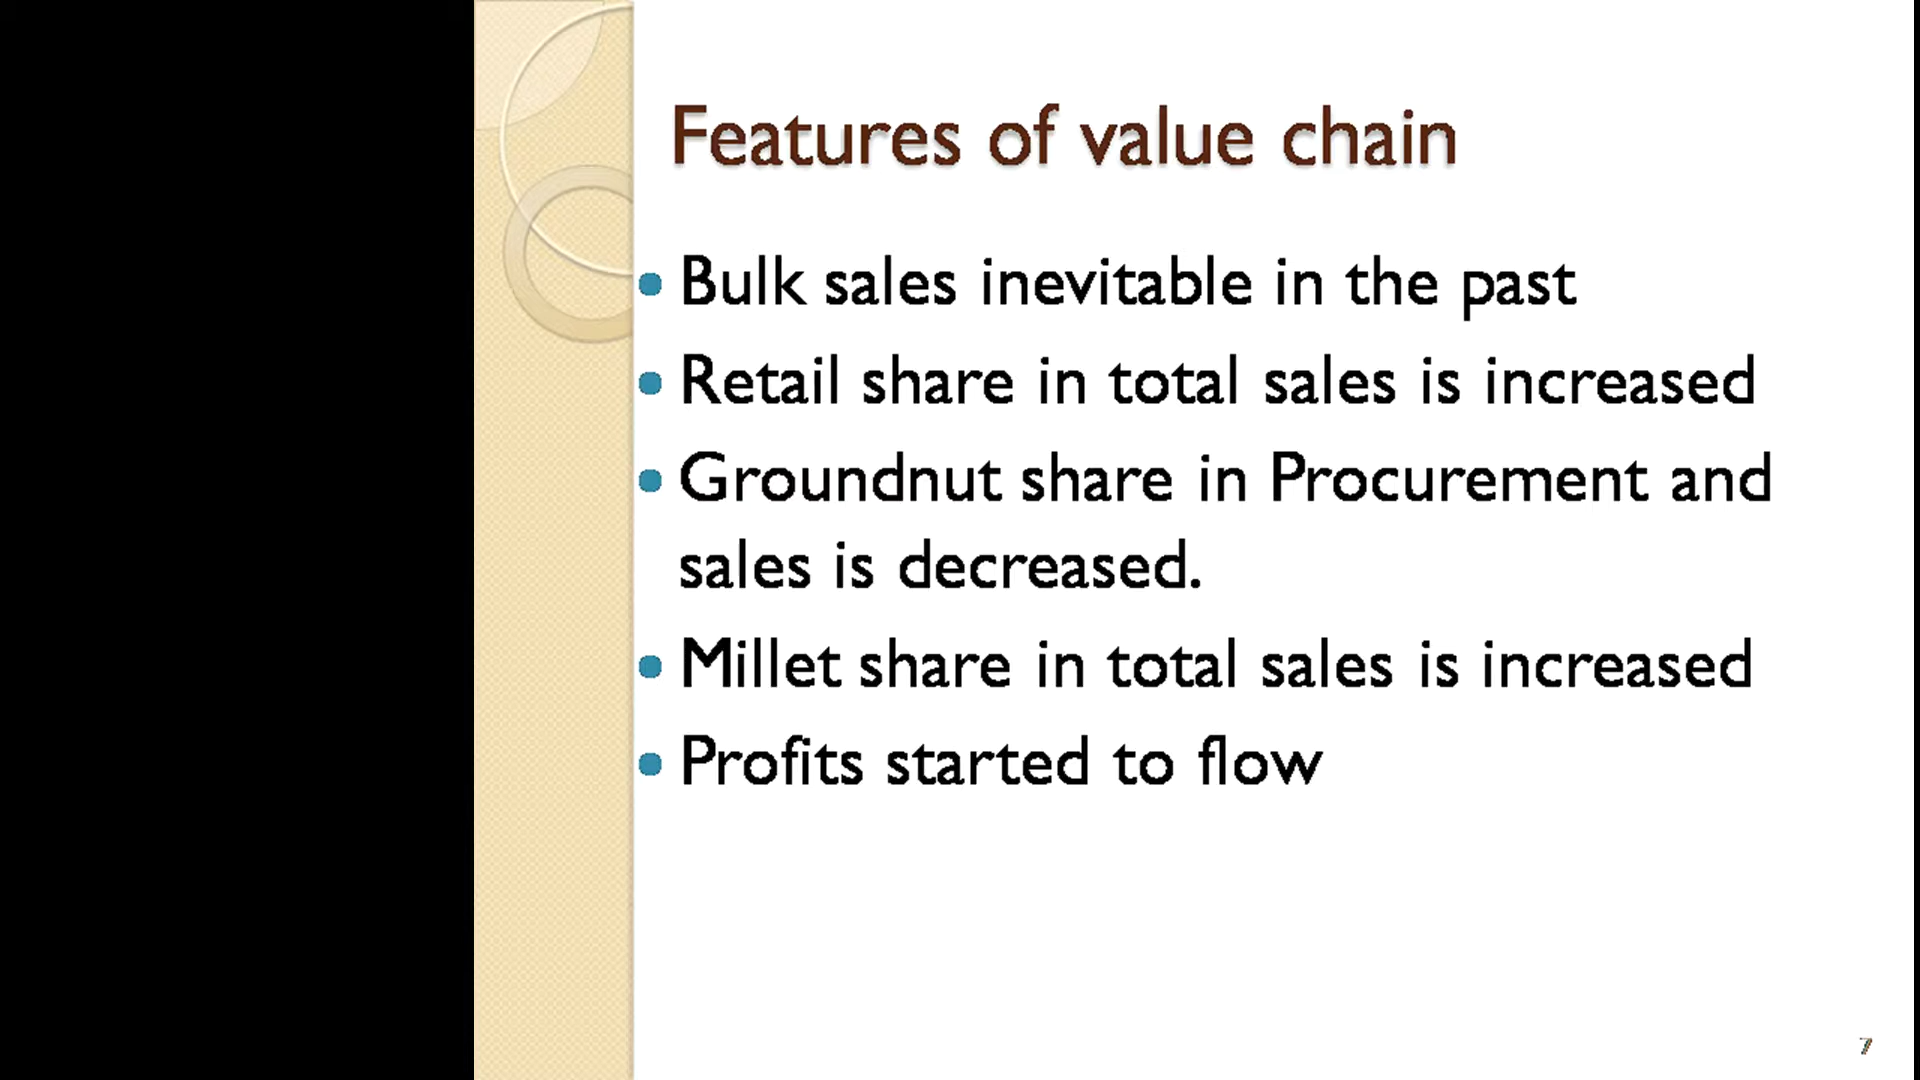 Features of value chain
• Bulk sales inevitable in the past
• Retail share in total sales is increased
• Groundnut share in Procurement and
sales is decreased.
• Millet share in total sales is increased
• Profits started to flow
7